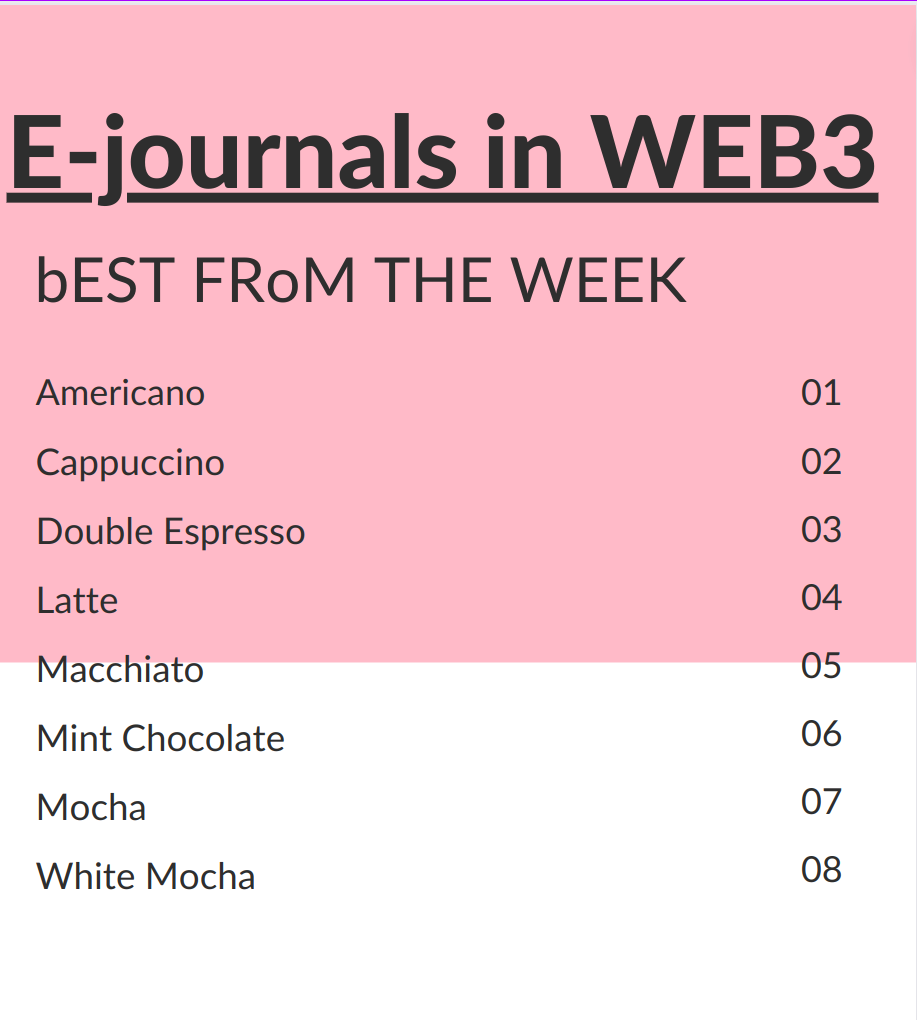 E-journals in WEB3
bEST FRoM THE WEEK
Americano 01
Cappuccino 02
Double Espresso 03
Latte 04
Macchiato 05
Mint Chocolate 06
Mocha 07
White Mocha 08